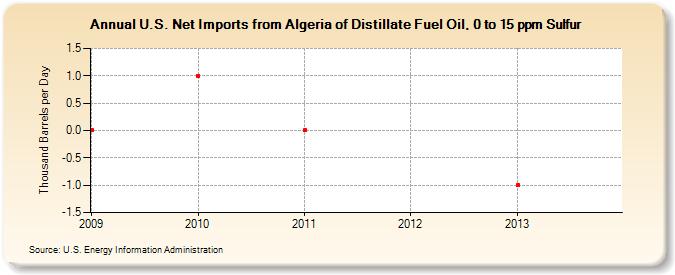 Annual U.S. Net Imports from Algeria of Distillate Fuel Oil, 0 to 15 ppm Sulfur
Thousand Barrels per Day
1.5
1.0
0.5
0.0
-0.5
-1.0
-1.5
2009 2010 2011 2012 2013
Source: U.S. Energy Information Administration